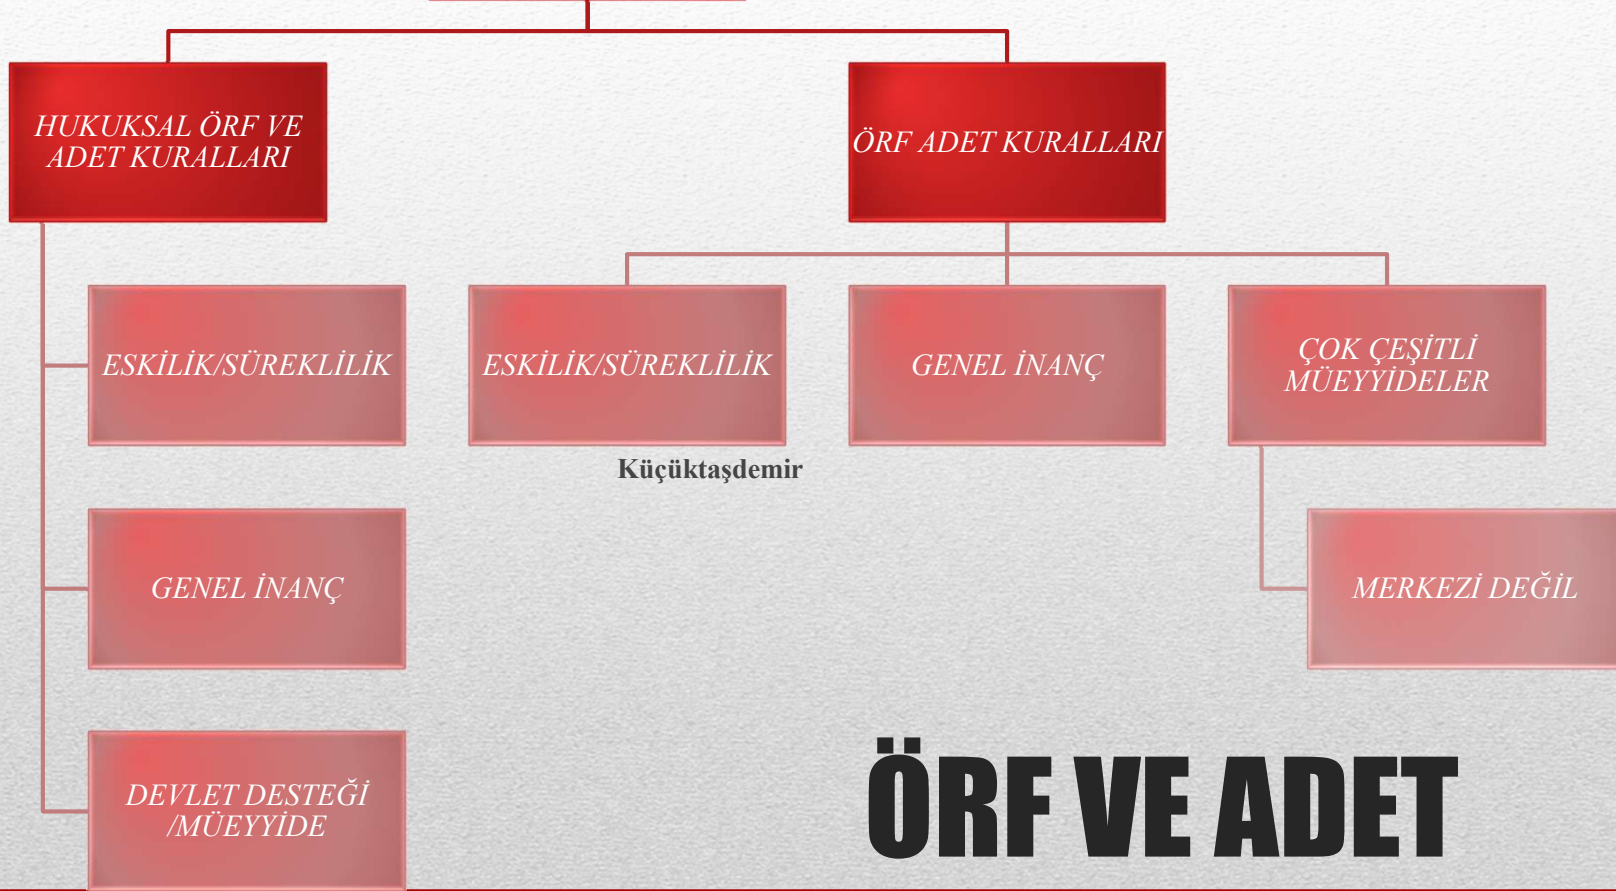 HUKUKSAL ÖRF VE
ADET KURALLARI
ÖRF ADET KURALLARI
ESKİLİK/SÜREKLİLİK
ESKİLİK/SÜREKLİLİK
GENEL İNANÇ
ÇOK ÇEŞİTLİ
MÜEYYİDELER
Küçüktaşdemir
GENEL İNANÇ
MERKEZİ DEĞİL
DEVLET DESTEĞİ
/MÜEYYİDE
ÖRF VE ADET